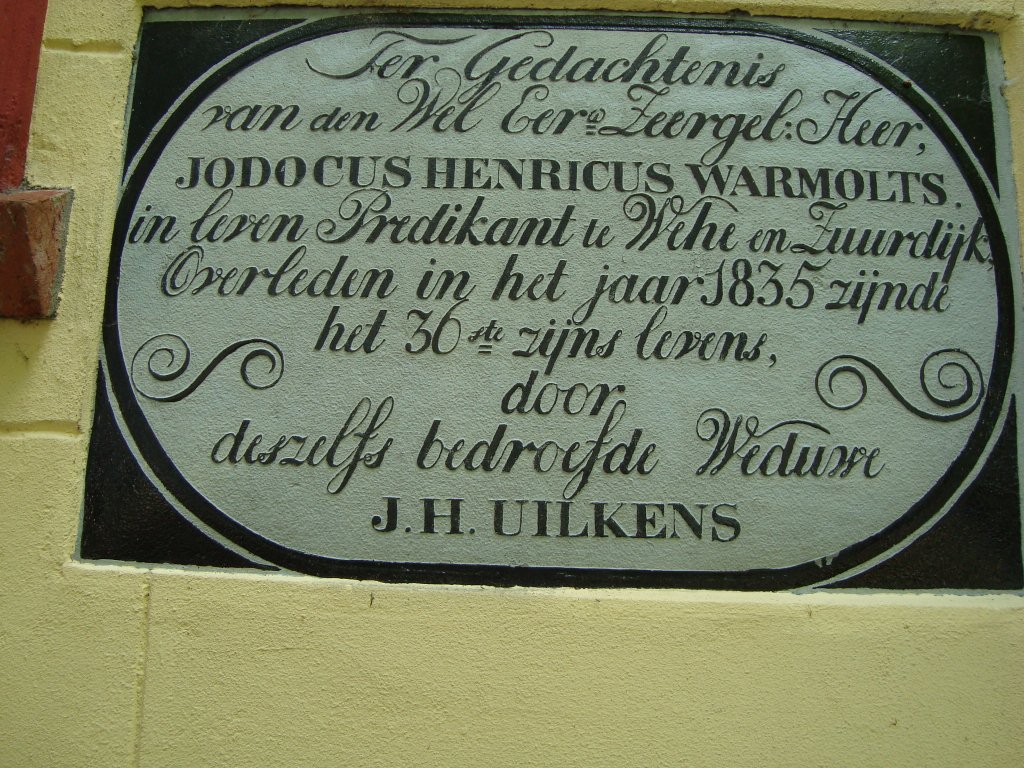 Ter Gedachtenis
van den Wel Eerw. Zeergel: Heer,
JODOCUS HENRICUS WARMOLTS.
in leven Predikant te Wehe en Zuurdijk,
Overleden in het jaar 1835 zijnde
het 36ste zijns levens,
door
deszelfs bedroefde Weduwe
J.H. UILKENS